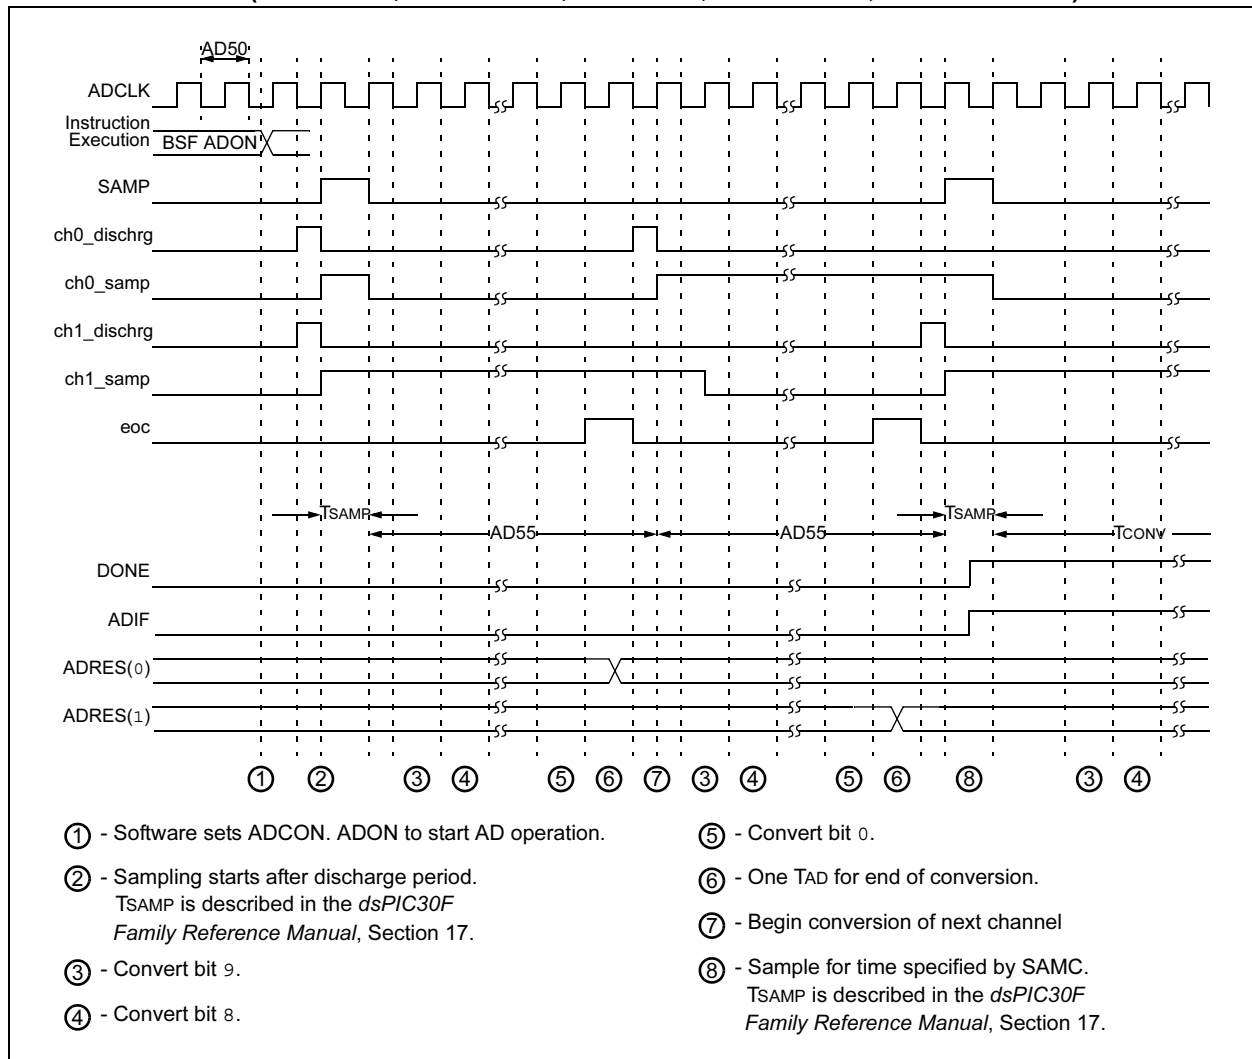 AD50
ADCLK
Instruction
Execution
BSF ADON
SAMP
ch0_dischrg
ch0_samp
ch1_dischrg
ch1_samp
eoc
TSAMP
TSAMP
AD55
AD55
TCONV
DONE
ADIF
ADRES(0)
ADRES(1)
1 2 3 4 5 6 7 3 4 5 6 8 3 4
1 - Software sets ADCON. ADON to start AD operation.
2 - Sampling starts after discharge period.
TSAMP is described in the dsPIC30F
Family Reference Manual, Section 17.
3 - Convert bit 9.
4 - Convert bit 8.
5 - Convert bit 0.
6 - One TAD for end of conversion.
7 - Begin conversion of next channel
8 - Sample for time specified by SAMC.
TSAMP is described in the dsPIC30F
Family Reference Manual, Section 17.